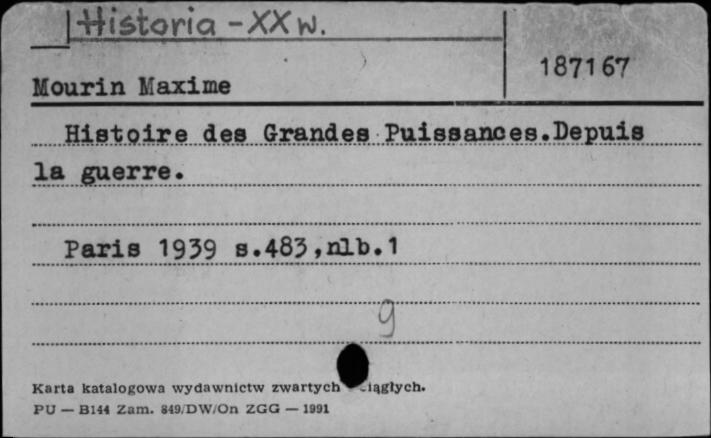 Historia - XX w.
187167
Mourin Maxime
Histoire des Grandes Puissances.Depuis
la guerre.
Paris 1939 s.483,nlb.1
9
Karta katalogowa wydawnictw zwartych ciągłych.
PU — B144 Zam. 849/DW/On ZGG — 1991